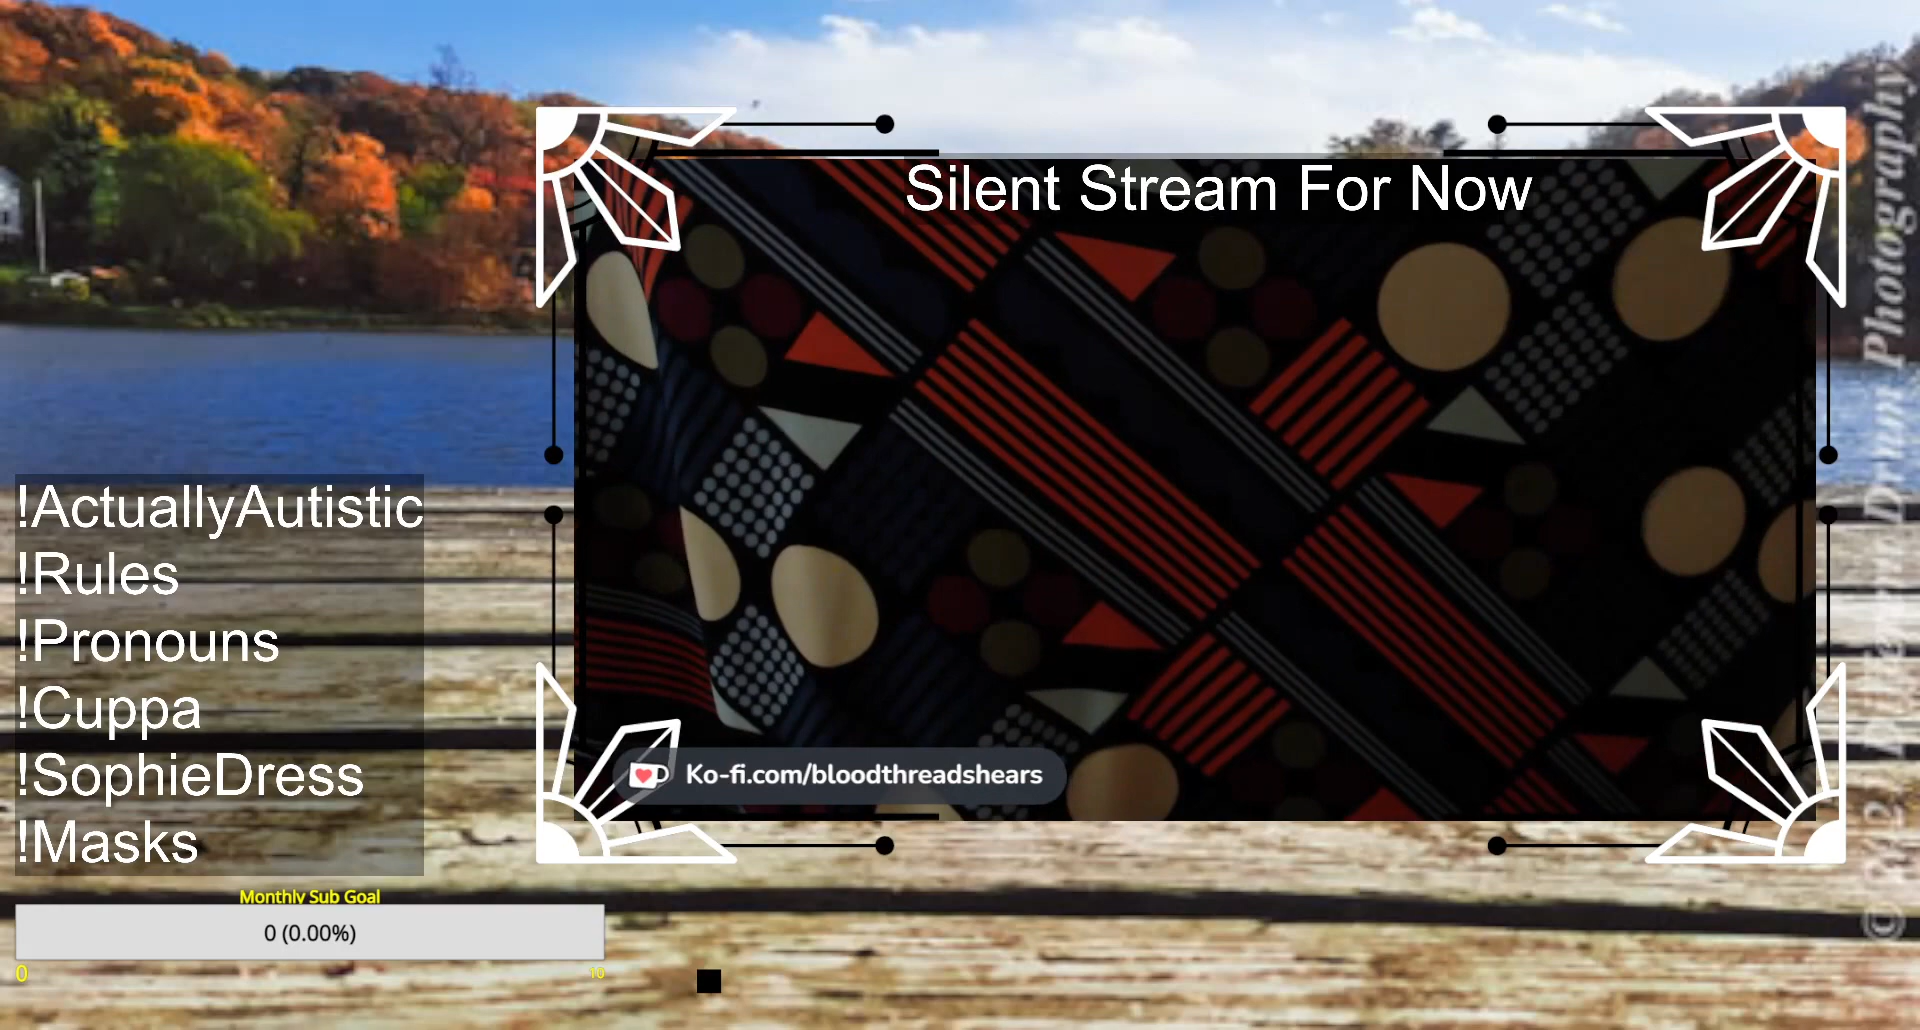 Silent Stream For Now
!ActuallyAutistic
!Rules
!Pronouns
!Cuppa
!SophieDress
!Masks
Ko-fi.com/bloodthreadshears
Monthly Sub Goal
0 (0.00%)
0
10
Drum Photography